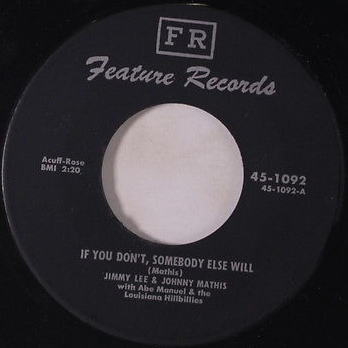 FR
Feature Records
Acuff-Rose
BMI 2:20
45-1092
45-1092-A
IF YOU DON'T, SOMEBODY ELSE WILL
(Mathis)
JIMMY LEE & JOHNNY MATHIS
with Abe Manuel & the
Louisiana Hillbillies